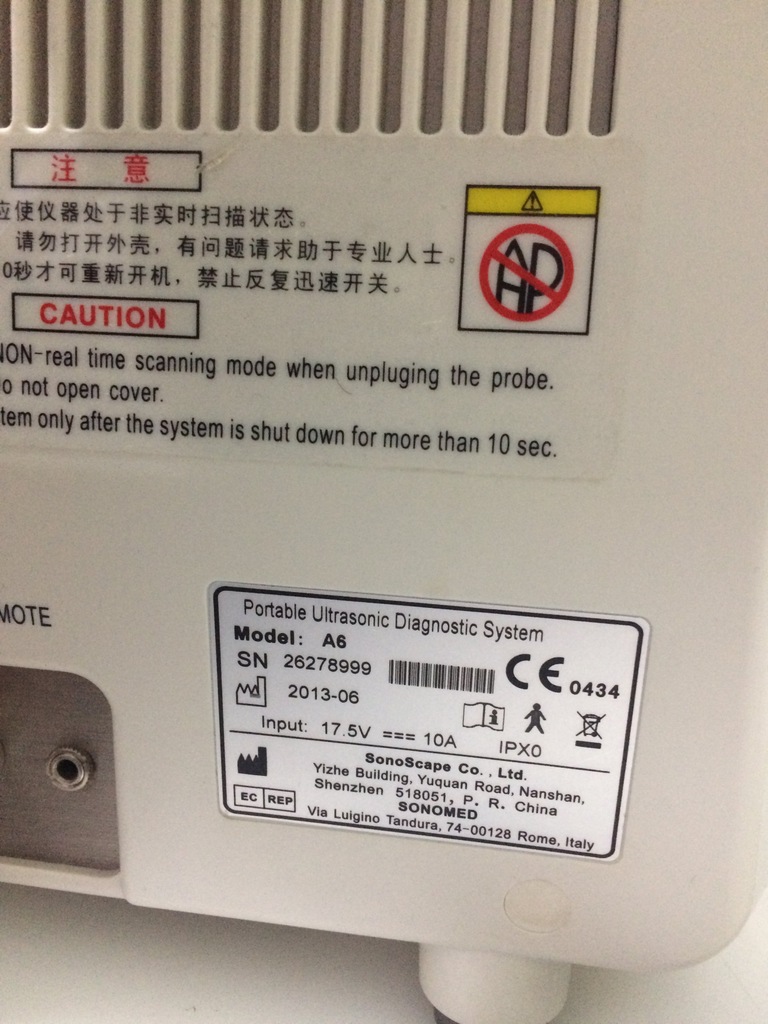 注 意
应使仪器处于非实时扫描状态。
请勿打开外壳，有问题请求助于专业人士。
0秒才可重新开机，禁止反复迅速开关。
AP
HP
CAUTION
NON-real time scanning mode when unpluging the probe.
o not open cover.
tem only after the system is shut down for more than 10 sec.
MOTE
Portable Ultrasonic Diagnostic System
Model: A6
SN 26278999
CE 0434
2013-06
Input: 17.5V === 10A
IPX0
SonoScape Co., Ltd.
Yizhe Building, Yuquan Road, Nanshan,
Shenzhen 518051, P. R. China
EC REP
SONOMED
Via Luigino Tandura, 74-00128 Rome, Italy